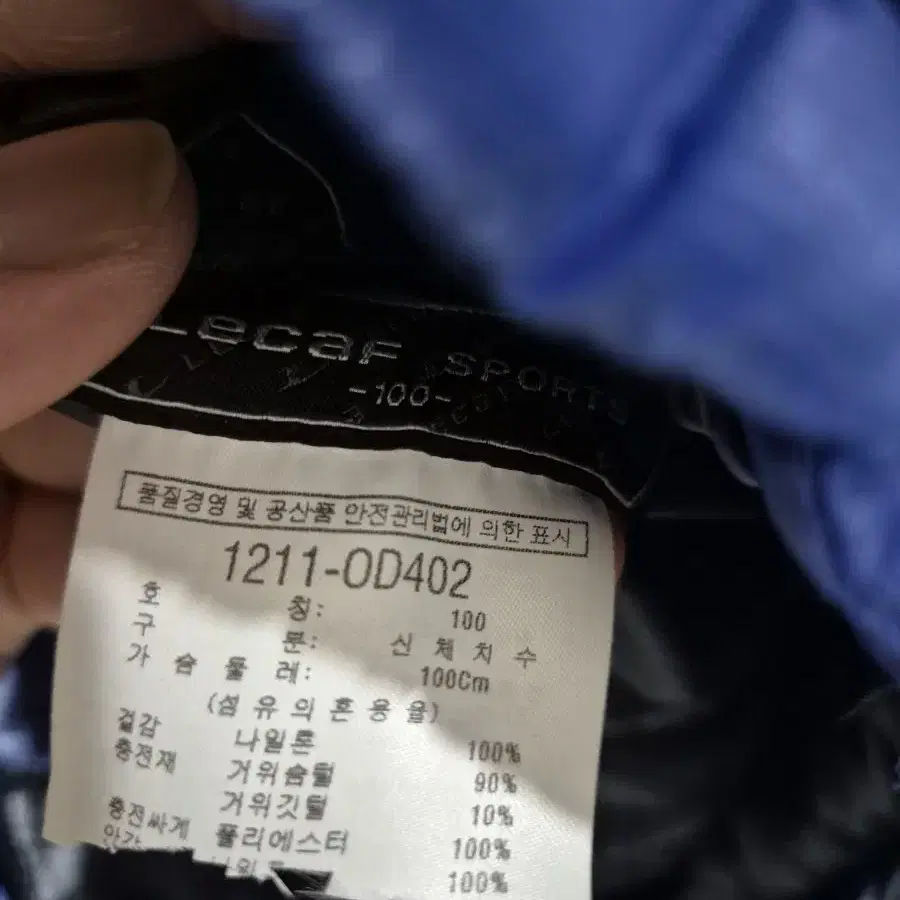 Lecaf SPORTS
-100-
품질경영 및 공산품 안전관리법에 의한 표시
1211-OD402
호 칭: 100
구 분: 신 체 치 수
가 슴 둘 레: 100Cm
(섬 유 의 혼 용 율)
겉감 나일론 100%
충전재 거위솜털 90%
거위깃털 10%
충전싸게 폴리에스터 100%
안감 100%